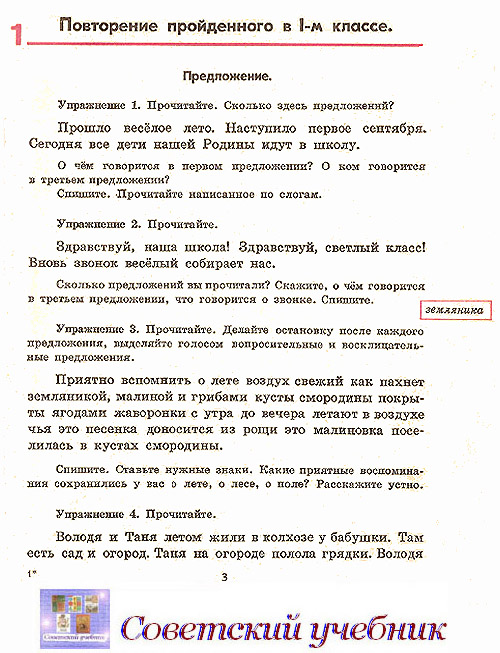 1
Повторение пройденного в I-м классе.
Предложение.
Упражнение 1. Прочитайте. Сколько здесь предложений?
Прошло весёлое лето. Наступило первое сентября.
Сегодня все дети нашей Родины идут в школу.
О чём говорится в первом предложении? О ком говорится
в третьем предложении?
Спишите. Прочитайте написанное по слогам.
Упражнение 2. Прочитайте.
Здравствуй, наша школа! Здравствуй, светлый класс!
Вновь звонок весёлый собирает нас.
Сколько предложений вы прочитали? Скажите, о чём говорится
в третьем предложении, что говорится о звонке. Спишите.
земляника
Упражнение 3. Прочитайте. Делайте остановку после каждого
предложения, выделяйте голосом вопросительные и восклицатель-
ные предложения.
Приятно вспомнить о лете воздух свежий как пахнет
земляникой, малиной и грибами кусты смородины покры-
ты ягодами жаворонки с утра до вечера летают в воздухе
чья это песенка доносится из рощи это малиновка посе-
лилась в кустах смородины.
Спишите. Ставьте нужные знаки. Какие приятные воспомина-
ния сохранились у вас о лете, о лесе, о поле? Расскажите устно.
Упражнение 4. Прочитайте.
Володя и Таня летом жили в колхозе у бабушки. Там
есть сад и огород. Таня на огороде полола грядки. Володя
1*
3
Советский учебник
Советский учебник